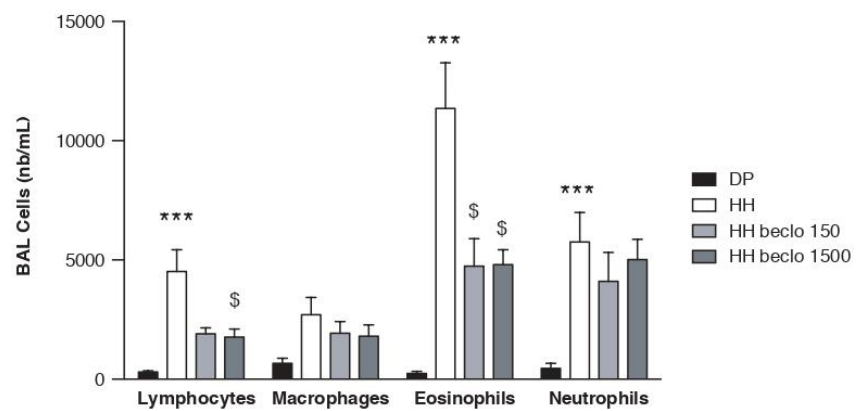 15000
***
10000
DP
***
HH
***
$
HH beclo 150
$
5000
HH beclo 1500
$
0
Lymphocytes Macrophages Eosinophils Neutrophils
BAL Cells (nb/mL)